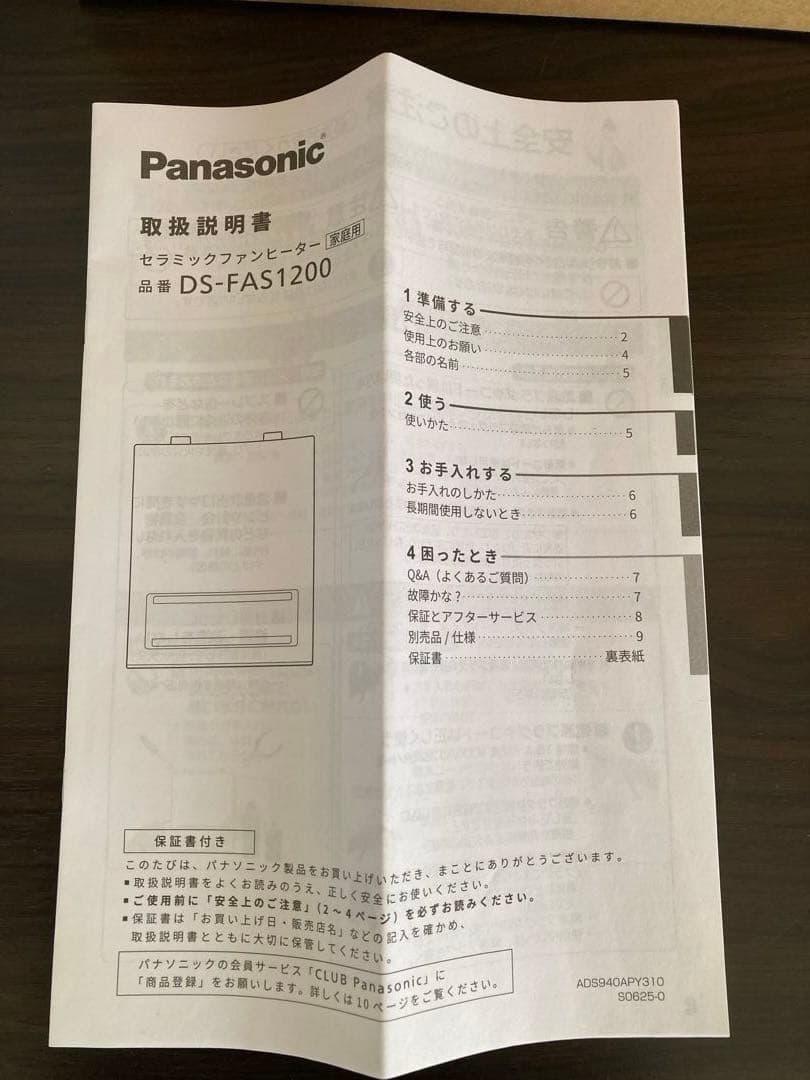 Panasonic®
取扱説明書
セラミックファンヒーター 家庭用
品番 DS-FAS1200
1 準備する
安全上のご注意 2
使用上のお願い 4
各部の名前 5
2 使う
使いかた 5
3 お手入れする
お手入れのしかた 6
長期間使用しないとき 6
4 困ったとき
Q&A(よくあるご質問) 7
故障かな? 7
保証とアフターサービス 8
別売品 / 仕様 9
保証書 裏表紙
保証書付き
このたびは、パナソニック製品をお買い上げいただき、まことにありがとうございます。
■取扱説明書をよくお読みのうえ、正しく安全にお使いください。
■ご使用前に「安全上のご注意」(2~4ページ)を必ずお読みください。
■保証書は「お買い上げ日・販売店名」などの記入を確かめ、
取扱説明書とともに大切に保管してください。
パナソニックの会員サービス「CLUB Panasonic」に
「商品登録」をお願いします。詳しくは10ページをご覧ください。
ADS940APY310
S0625-0